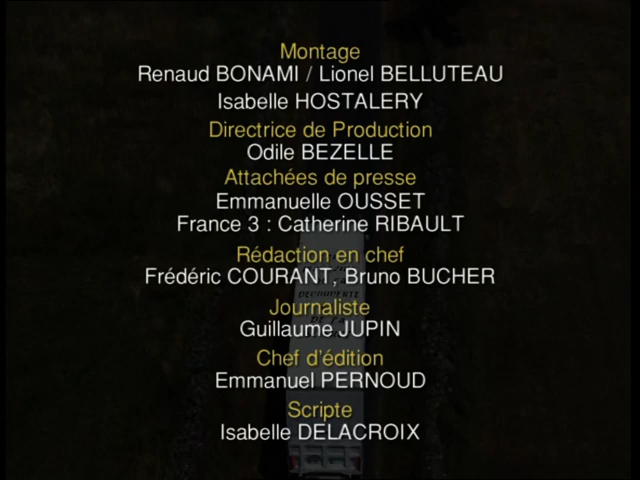 Montage
Renaud BONAMI / Lionel BELLUTEAU
Isabelle HOSTALERY
Directrice de Production
Odile BEZELLE
Attachées de presse
Emmanuelle OUSSET
France 3 : Catherine RIBAULT
Rédaction en chef
Frédéric COURANT, Bruno BUCHER
DECOUVERTE
Journaliste
Guillaume JUPIN
Chef d'édition
Emmanuel PERNOUD
Scripte
Isabelle DELACROIX